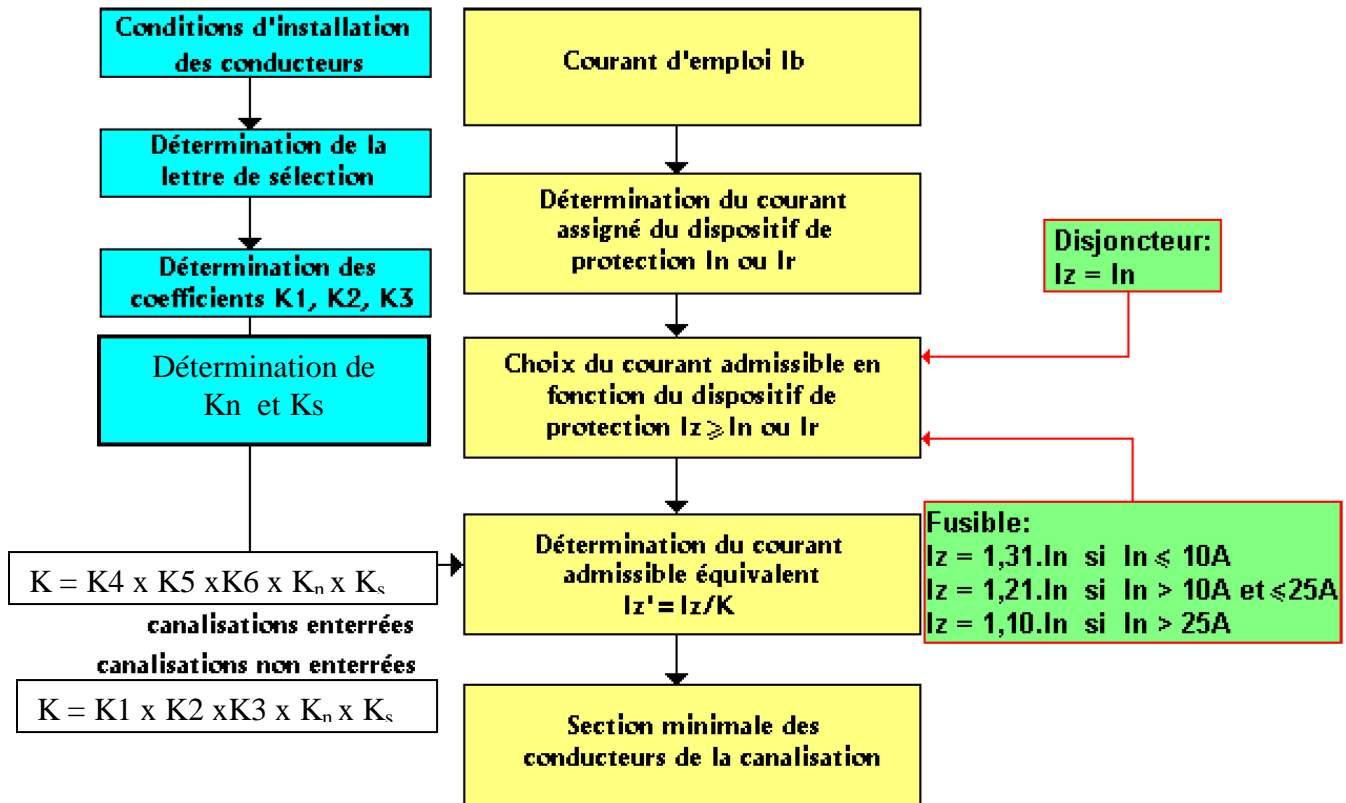 Conditions d'installation
des conducteurs
Détermination de la
lettre de sélection
Détermination des
coefficients K1, K2, K3
Détermination de
Kn et Ks
K = K4 x K5 xK6 x Kn x Ks
canalisations enterrées
canalisations non enterrées
K = K1 x K2 xK3 x Kn x Ks
Courant d'emploi Ib
Détermination du courant
assigné du dispositif de
protection In ou Ir
Choix du courant admissible en
fonction du dispositif de
protection Iz ⩾ In ou Ir
Détermination du courant
admissible équivalent
Iz' = Iz/K
Section minimale des
conducteurs de la canalisation
Disjoncteur:
Iz = In
Fusible:
Iz = 1,31.In si In ⩽ 10A
Iz = 1,21.In si In > 10A et ⩽25A
Iz = 1,10.In si In > 25A